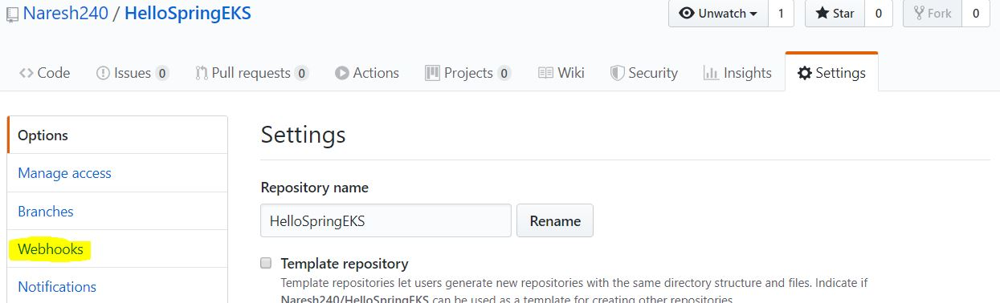 Naresh240 / HelloSpringEKS
Unwatch 1 Star 0 Fork 0
Code Issues 0 Pull requests 0 Actions Projects 0 Wiki Security Insights Settings
Options
Manage access
Branches
Webhooks
Notifications
Settings
Repository name
HelloSpringEKS Rename
Template repository
Template repositories let users generate new repositories with the same directory structure and files. Indicate if
Naresh240/HelloSpringEKS can be used as a template for creating other repositories.